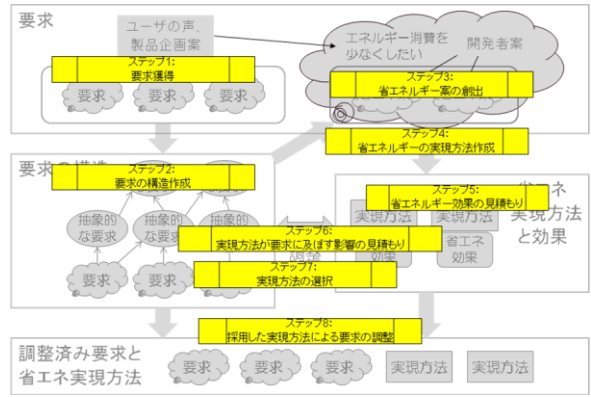 要求
ユーザの声、
製品企画案
エネルギー消費を
少なくしたい
開発者案
ステップ1:
要求獲得
ステップ3:
省エネルギー案の創出
要求
要求
要求
ステップ4:
省エネルギーの実現方法作成
要求の構造
ステップ2:
要求の構造作成
ステップ5:
省エネルギー効果の見積もり
省エネ
実現方法
と効果
抽象的
な要求
抽象的
な要求
抽象的
実現方法
実現方法
ステップ6:
実現方法が要求に及ぼす影響の見積もり
効果
省エネ
効果
調整
ステップ7:
実現方法の選択
要求
要求
要求
ステップ8:
採用した実現方法による要求の調整
調整済み要求と
省エネ実現方法
要求
要求
要求
実現方法
実現方法